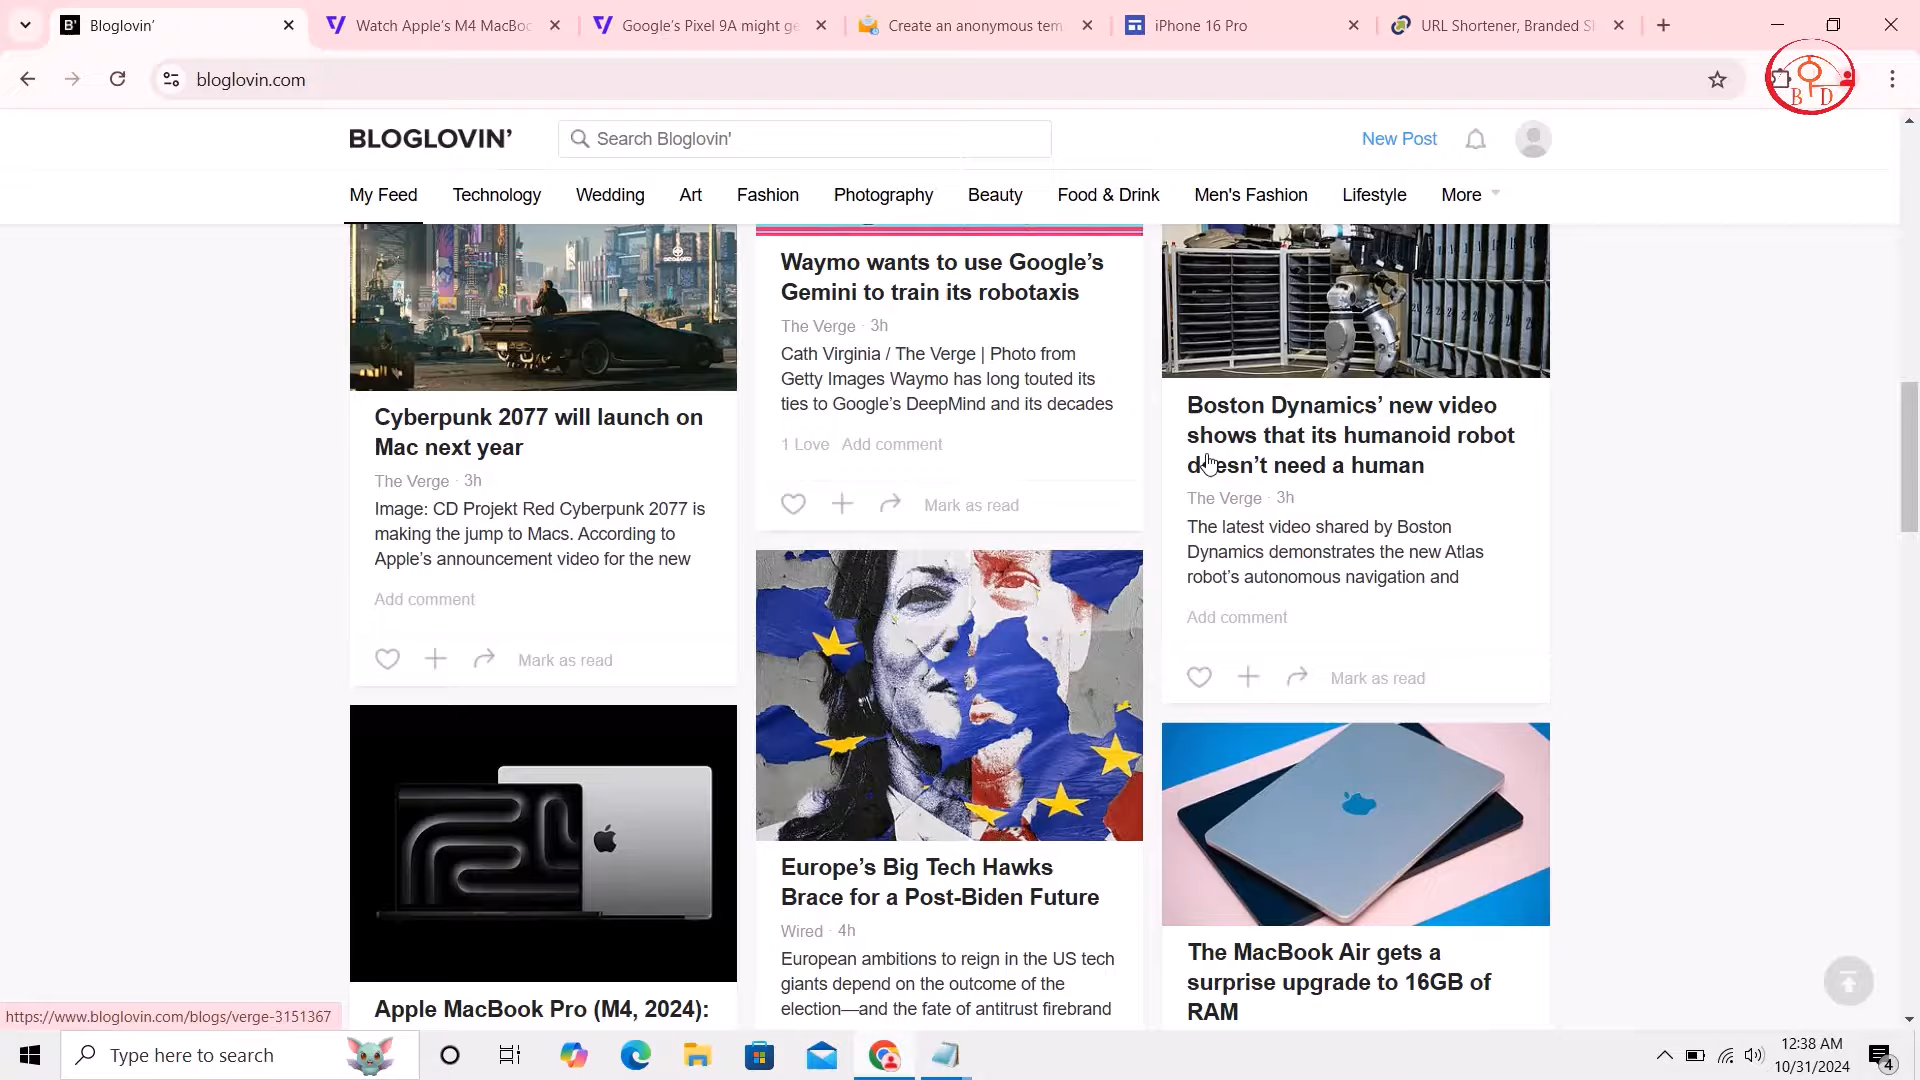 Bloglovin’
Watch Apple’s M4 MacBoo
Google’s Pixel 9A might ge
Create an anonymous tem
iPhone 16 Pro
URL Shortener, Branded Sh
bloglovin.com
B D
BLOGLOVIN’
Search Bloglovin'
New Post
My Feed
Technology
Wedding
Art
Fashion
Photography
Beauty
Food & Drink
Men's Fashion
Lifestyle
More
Cyberpunk 2077 will launch on
Mac next year
The Verge · 3h
Image: CD Projekt Red Cyberpunk 2077 is
making the jump to Macs. According to
Apple’s announcement video for the new
Add comment
Mark as read
Apple MacBook Pro (M4, 2024):
Waymo wants to use Google’s
Gemini to train its robotaxis
The Verge · 3h
Cath Virginia / The Verge | Photo from
Getty Images Waymo has long touted its
ties to Google’s DeepMind and its decades
1 Love Add comment
Mark as read
Europe’s Big Tech Hawks
Brace for a Post-Biden Future
Wired · 4h
European ambitions to reign in the US tech
giants depend on the outcome of the
election—and the fate of antitrust firebrand
Boston Dynamics’ new video
shows that its humanoid robot
doesn’t need a human
The Verge · 3h
The latest video shared by Boston
Dynamics demonstrates the new Atlas
robot’s autonomous navigation and
Add comment
Mark as read
The MacBook Air gets a
surprise upgrade to 16GB of
RAM
https://www.bloglovin.com/blogs/verge-3151367
Type here to search
12:38 AM
10/31/2024
4